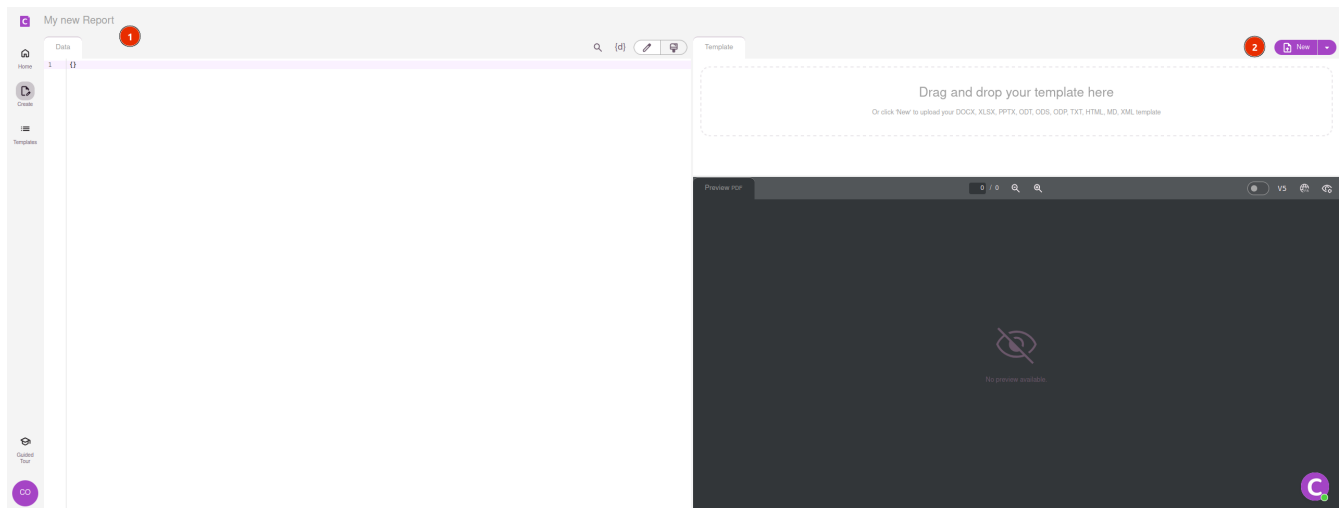 C My new Report
1
Data
{d}
Template
2
New
Home
1 {}
Create
Templates
Drag and drop your template here
Or click 'New' to upload your DOCX, XLSX, PPTX, ODT, ODS, ODP, TXT, HTML, MD, XML template
Preview PDF
0 / 0
V5
No preview available
Guided
Tour
CO
C